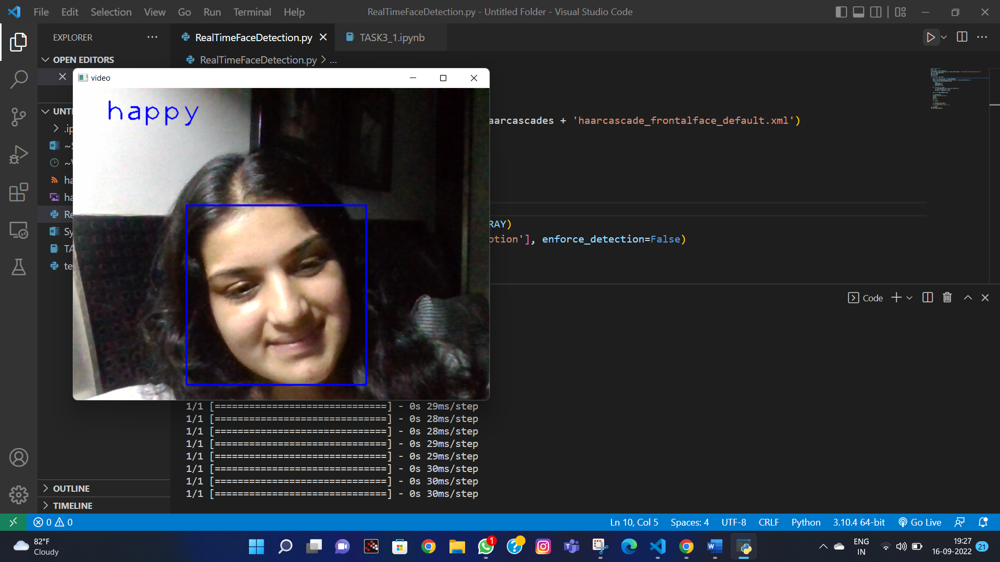 File Edit Selection View Go Run Terminal Help
RealTimeFaceDetection.py - Untitled Folder - Visual Studio Code
EXPLORER
RealTimeFaceDetection.py
TASK3_1.ipynb
OPEN EDITORS
RealTimeFaceDetection.py > ...
video
happy
UNTI
.ip
~
~
ha
ha
Re
Sy
TA
te
aarcascades + 'haarcascade_frontalface_default.xml')
RAY)
otion'], enforce_detection=False)
Code
1/1 [==============================] - 0s 29ms/step
1/1 [==============================] - 0s 28ms/step
1/1 [==============================] - 0s 28ms/step
1/1 [==============================] - 0s 29ms/step
1/1 [==============================] - 0s 29ms/step
1/1 [==============================] - 0s 30ms/step
1/1 [==============================] - 0s 30ms/step
1/1 [==============================] - 0s 30ms/step
OUTLINE
TIMELINE
0 0
Ln 10, Col 5 Spaces: 4 UTF-8 CRLF Python 3.10.4 64-bit Go Live
82°F
Cloudy
1
ENG
IN
19:27
16-09-2022
21